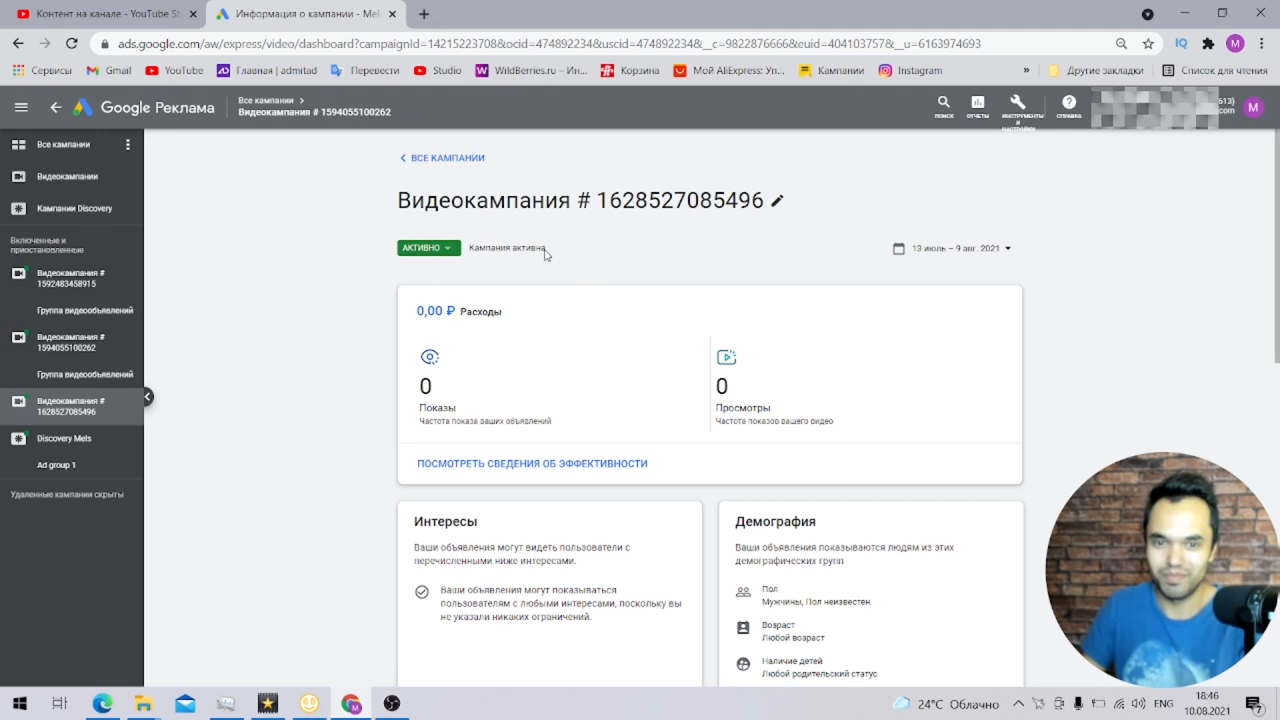 Контент на канале - YouTube St
Информация о кампании - Mel
ads.google.com/aw/express/video/dashboard?campaignId=14215223708&ocid=474892234&uscid=474892234&__c=9822876666&euid=404103757&__u=6163974693
Сервисы
Gmail
YouTube
Главная | admitad
Перевести
Studio
WildBerries.ru – Ин...
Корзина
Мой AliExpress: Уп...
Кампании
Instagram
»
Другие закладки
Список для чтения
Google Реклама
Все кампании >
Видеокампания # 1594055100262
ПОИСК
ОТЧЕТЫ
ИНСТРУМЕНТЫ
И
НАСТРОЙКИ
СПРАВКА
613)
com
M
Все кампании
Видеокампании
Кампании Discovery
Включенные и
приостановленные
Видеокампания #
1592483458915
Группа видеообъявлений
Видеокампания #
1594055100262
Группа видеообъявлений
Видеокампания #
1628527085496
Discovery Mels
Ad group 1
Удаленные кампании скрыты
ВСЕ КАМПАНИИ
Видеокампания # 1628527085496
АКТИВНО
Кампания активна
13 июль – 9 авг. 2021
0,00 ₽ Расходы
0
Показы
Частота показа ваших объявлений
0
Просмотры
Частота показов вашего видео
ПОСМОТРЕТЬ СВЕДЕНИЯ ОБ ЭФФЕКТИВНОСТИ
Интересы
Ваши объявления могут видеть пользователи с
перечисленными ниже интересами.
Ваши объявления могут показываться
пользователям с любыми интересами, поскольку вы
не указали никаких ограничений.
Демография
Ваши объявления показываются людям из этих
демографических групп
Пол
Мужчины, Пол неизвестен
Возраст
Любой возраст
Наличие детей
Любой родительский статус
24°C Облачно
ENG
18:46
10.08.2021
7